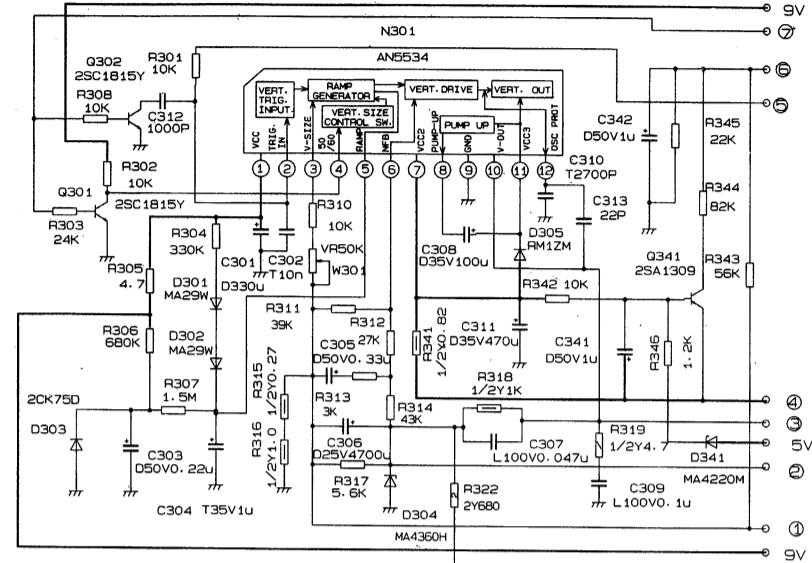 9V
⑦
N301
Q302
2SC1815Y
R301
10K
R308
10K
C312
1000P
AN5534
⑥
⑤
VERT.
TRIG.
INPUT.
RAMP
GENERATOR
VERT. SIZE
CONTROL SW.
VERT. DRIVE
VERT. OUT
PUMP UP
VCC
TRIG.
IN
V-SIZE
50
/60
RAMP
NFB
VCC2
PUMP-UP
GND
V-OUT
VCC3
OSC PROT
① ② ③ ④ ⑤ ⑥ ⑦ ⑧ ⑨ ⑩ ⑪ ⑫
C342
D50V1u
R345
22K
R302
10K
Q301
2SC1815Y
R303
24K
C310
T2700P
C313
22P
R344
82K
R310
10K
R304
330K
C301
D330u
C302
T10n
VR50K
W301
C308
D35V100u
D305
RM1ZM
Q341
2SA1309
R343
56K
R305
4.7
D301
MA29W
R342 10K
R306
680K
D302
MA29W
R311
39K
R312
27K
R341
1/2Y0.82
C311
D35V470u
C341
D50V1u
R346
1.2K
C305
D50V0.33u
R315
1/2Y0.27
R318
1/2Y1K
2CK75D
D303
R307
1.5M
R313
3K
R314
43K
④
③
R316
1/2Y1.0
C306
D25V4700u
C307
L100V0.047u
R319
1/2Y4.7
5V
C303
D50V0.22u
D341
MA4220M
②
R317
5.6K
R322
2Y680
C309
L100V0.1u
C304 T35V1u
D304
MA4360H
①
9V